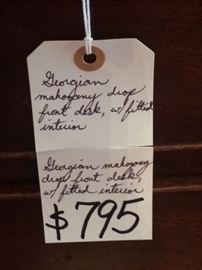 Georgian
mahogany drop
front desk, w/ fitted
interior
Georgian mahogany
drop front desk,
w/ fitted interior
$795